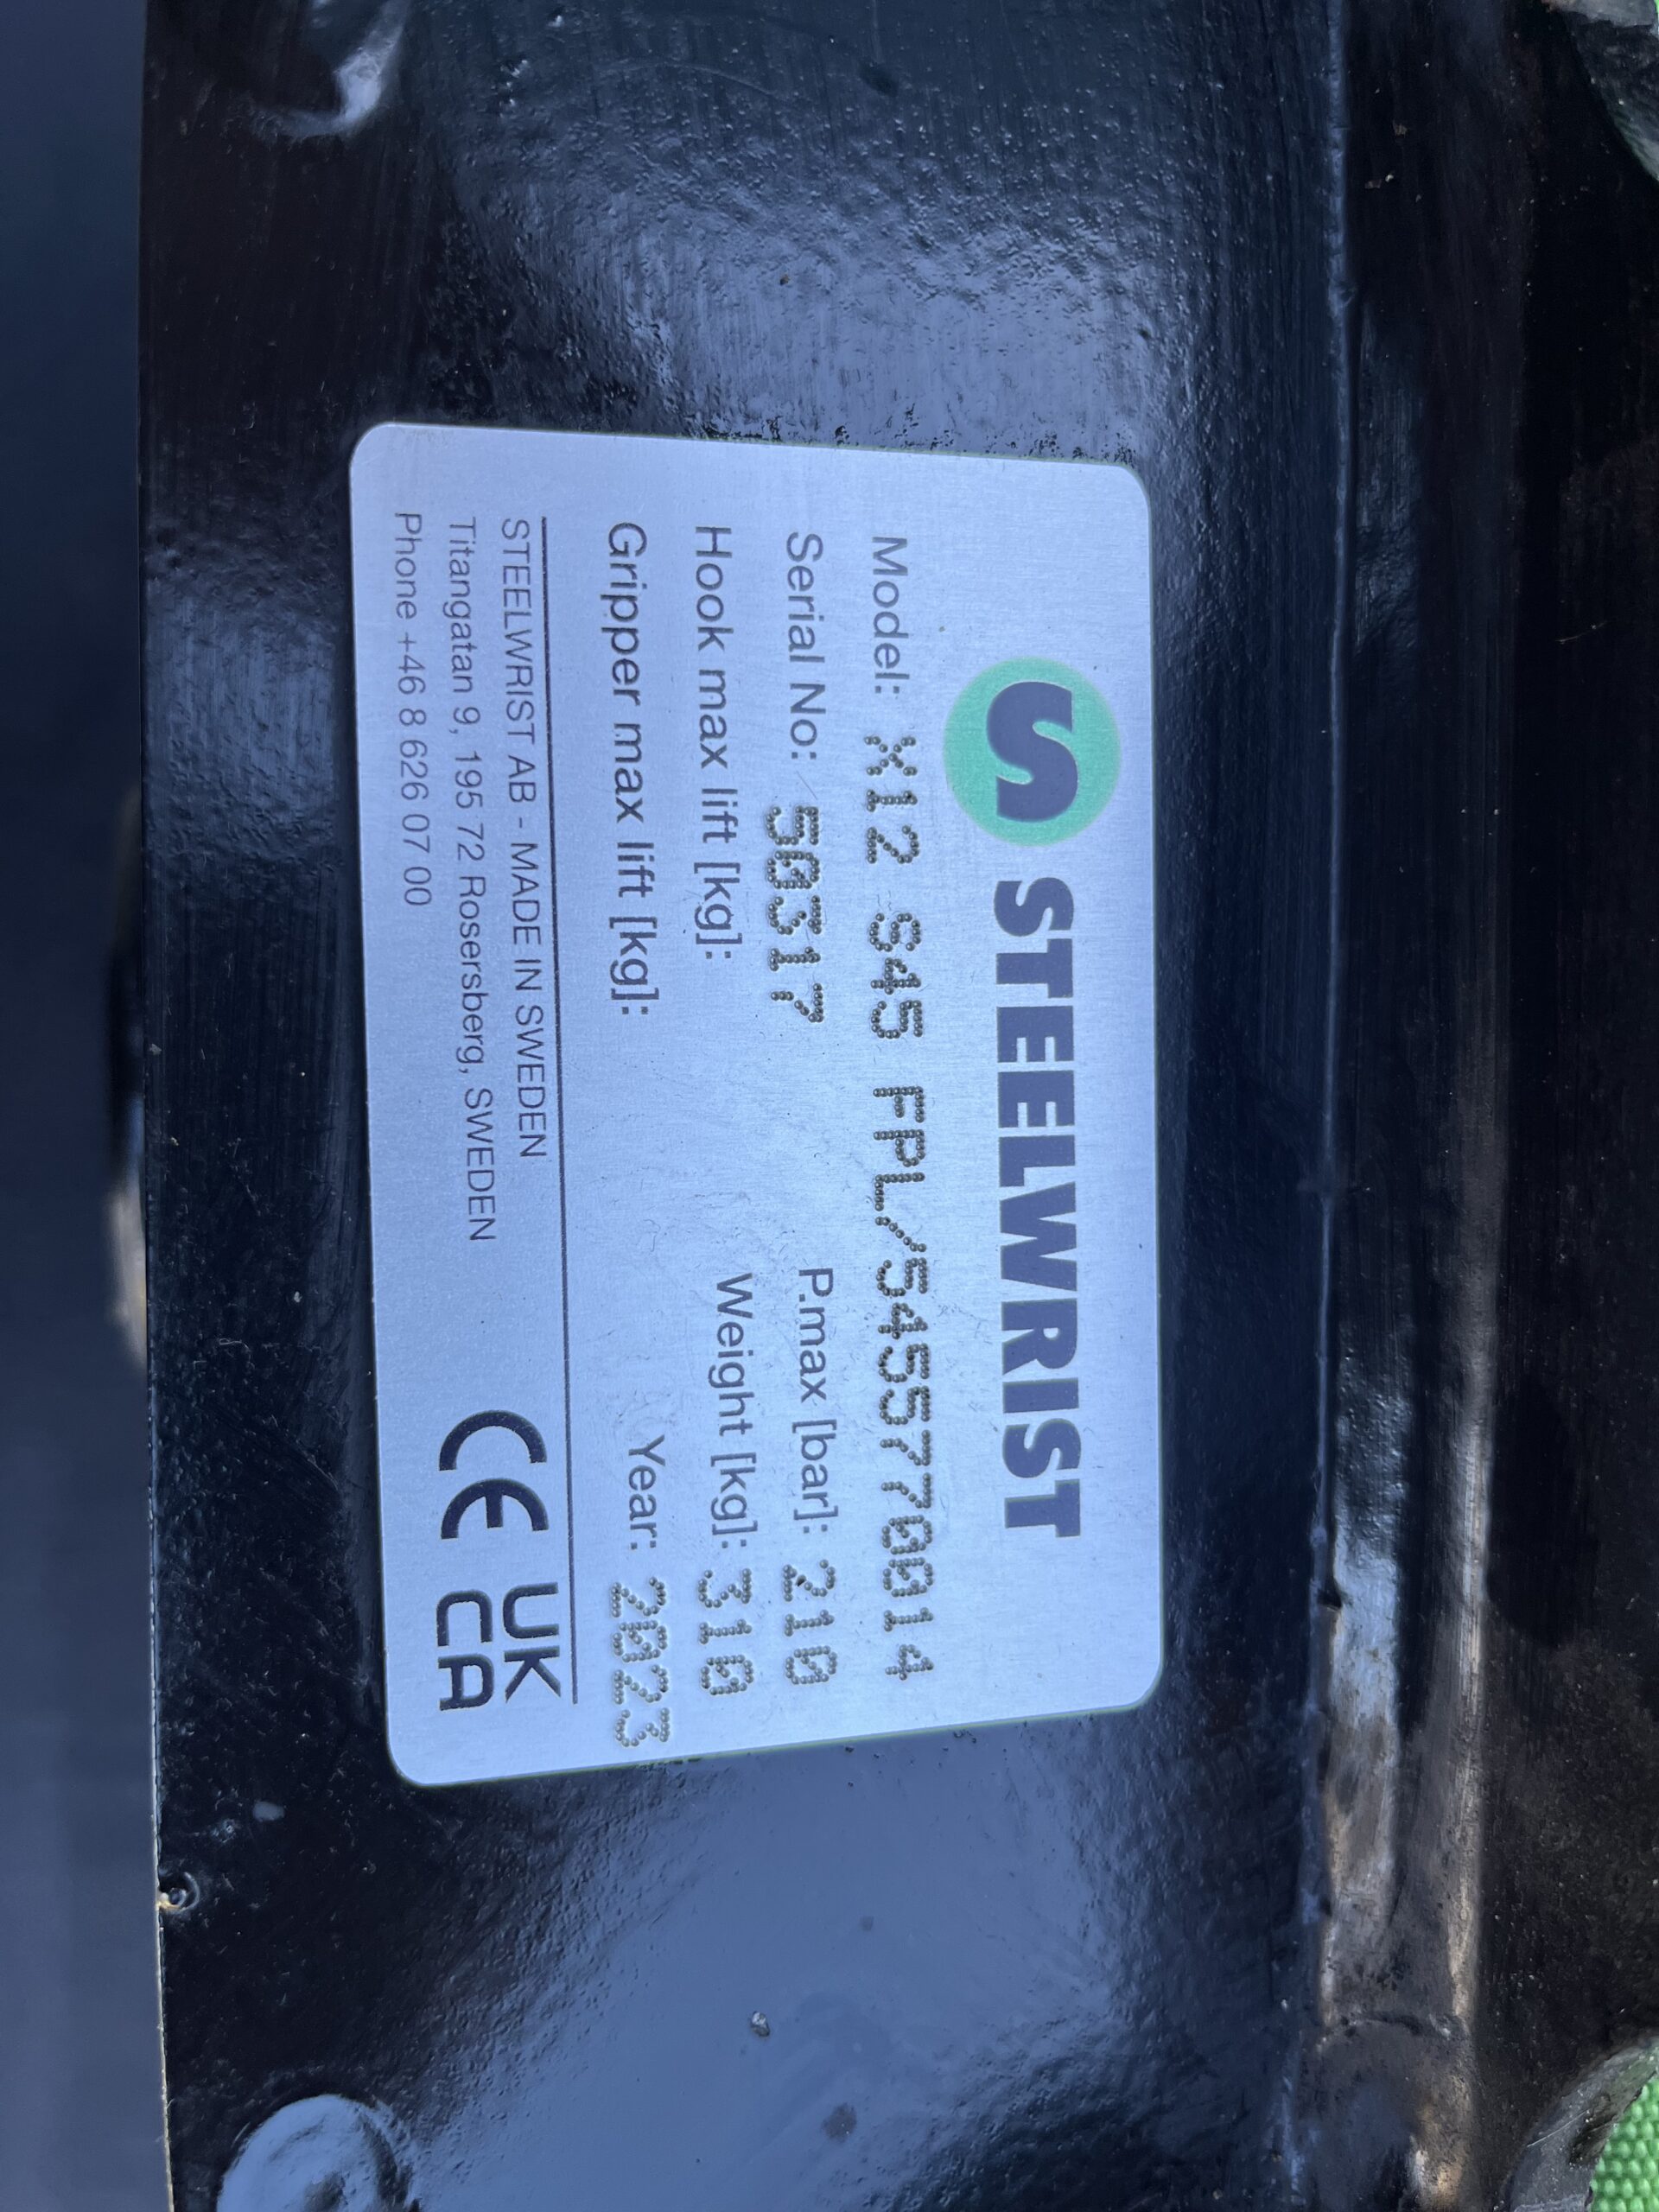 S STEELWRIST
Model: X12 S45 FPL/5455770014
Serial No: 50317 P.max [bar]: 210
Hook max lift [kg]: Weight [kg]: 310
Gripper max lift [kg]: Year: 2023
STEELWRIST AB - MADE IN SWEDEN
Titangatan 9, 195 72 Rosersberg, SWEDEN
Phone +46 8 626 07 00
CE UK
CA